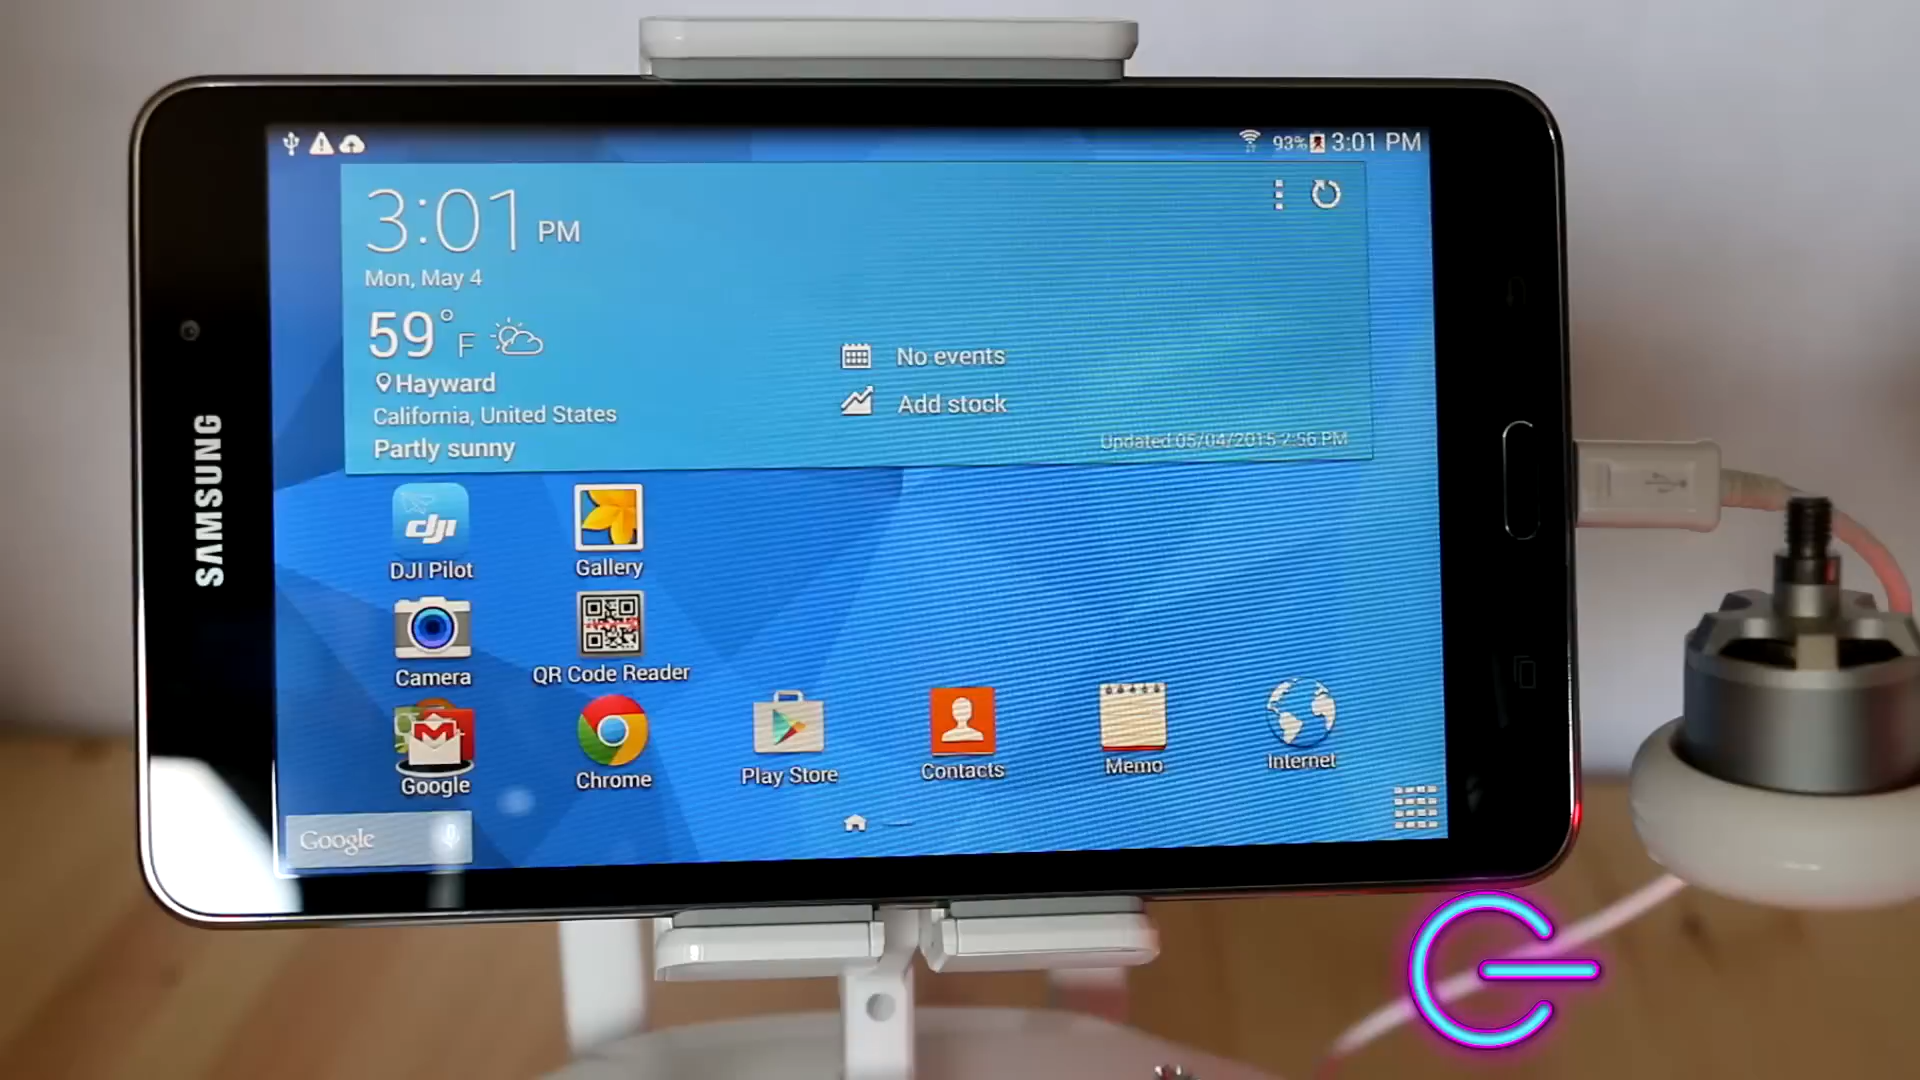 93% 3:01 PM
3:01 PM
Mon, May 4
59° F
Hayward
California, United States
Partly sunny
No events
Add stock
Updated 05/04/2015 2:56 PM
SAMSUNG
dji
DJI Pilot
Gallery
Camera
QR Code Reader
Google
Chrome
Play Store
Contacts
Memo
Internet
Google